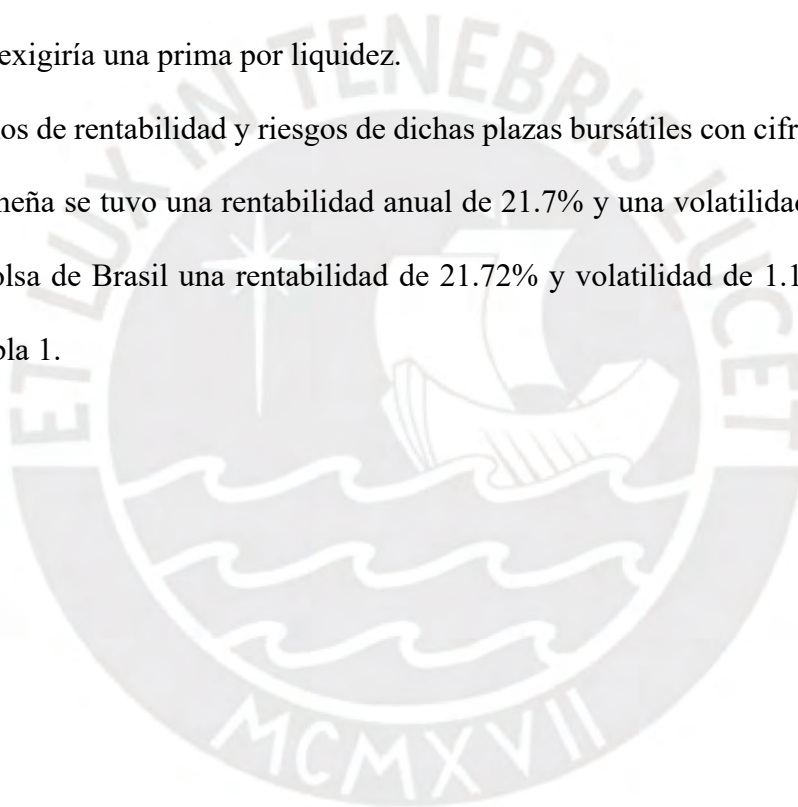 exigiría una prima por liquidez.
os de rentabilidad y riesgos de dichas plazas bursátiles con cifr
neña se tuvo una rentabilidad anual de 21.7% y una volatilidad
olsa de Brasil una rentabilidad de 21.72% y volatilidad de 1.1
bla 1.
ET LUX IN TENEBRIS LUCET
MCMXVII